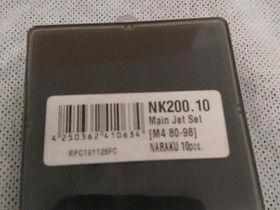 NK200.10
Main Jet Set
[M4 80-98]
NARAKU 10pcs.
4 250362 410634
RPC191126FC